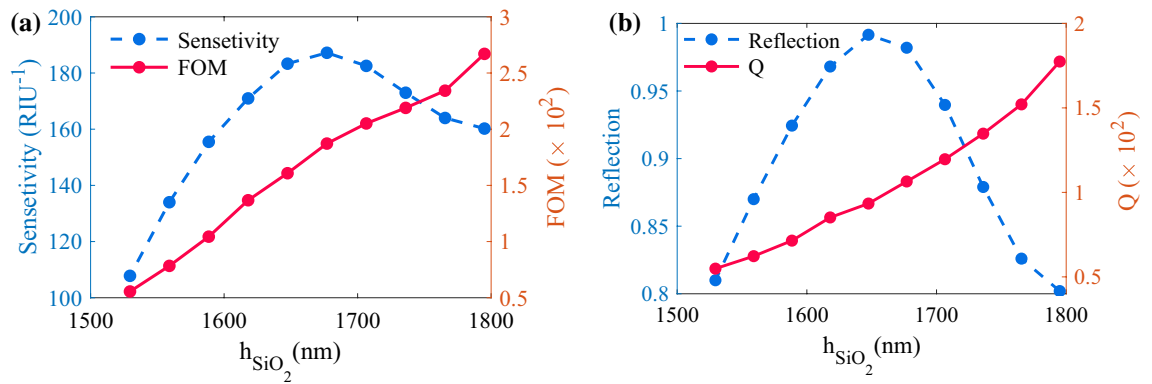 (a)
200
180
160
140
120
100
Sensetivity (RIU⁻¹)
Sensetivity
FOM
3
2.5
2
1.5
1
0.5
FOM (× 10²)
1500
1600
1700
1800
h_SiO₂ (nm)
(b)
1
0.95
0.9
0.85
0.8
Reflection
Reflection
Q
2
1.5
1
0.5
Q (× 10²)
1500
1600
1700
1800
h_SiO₂ (nm)